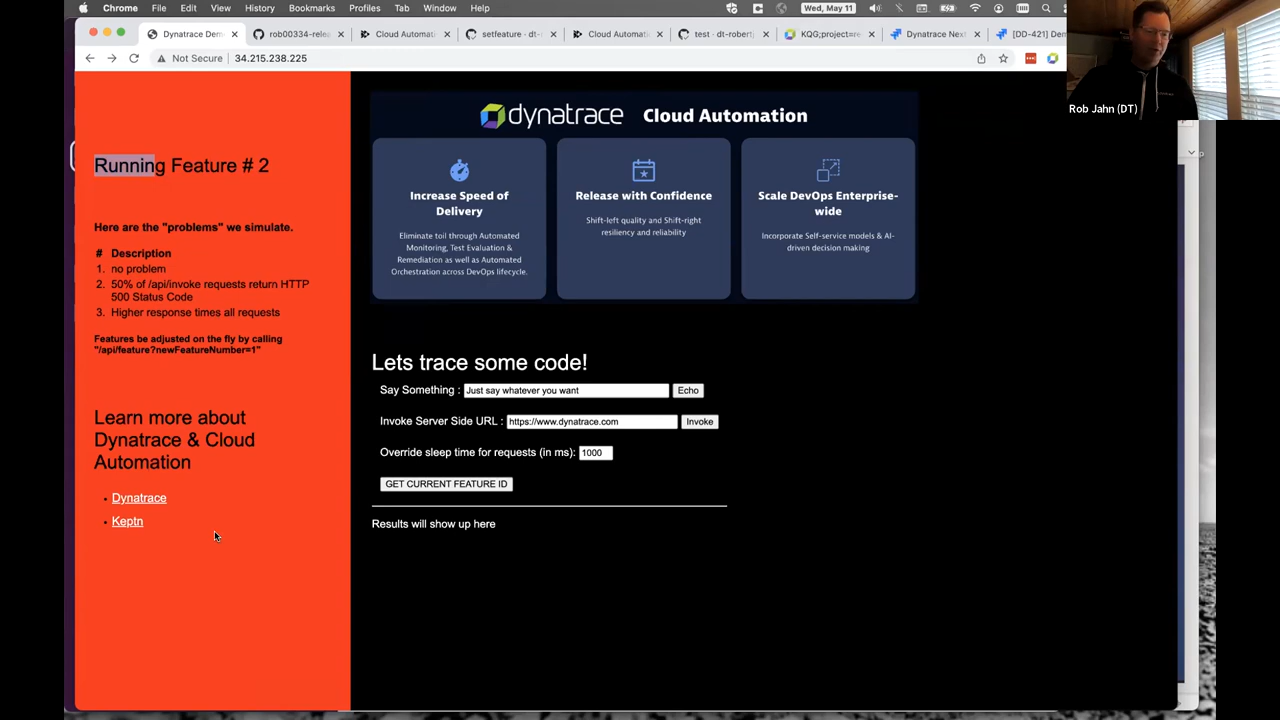 Chrome File Edit View History Bookmarks Profiles Tab Window Help Wed, May 11
Dynatrace Dem
rob00334-relea
Cloud Automat
setfeature · dt-r
Cloud Automat
test · dt-robert
KQG;project=re
Dynatrace Next
[DD-421] Dem
Not Secure 34.215.238.225
Rob Jahn (DT)
Running Feature # 2
Here are the "problems" we simulate.
# Description
1. no problem
2. 50% of /api/invoke requests return HTTP
500 Status Code
3. Higher response times all requests
Features be adjusted on the fly by calling
"/api/feature?newFeatureNumber=1"
Learn more about
Dynatrace & Cloud
Automation
• Dynatrace
• Keptn
dynatrace Cloud Automation
Increase Speed of
Delivery
Eliminate toil through Automated
Monitoring, Test Evaluation &
Remediation as well as Automated
Orchestration across DevOps lifecycle.
Release with Confidence
Shift-left quality and Shift-right
resiliency and reliability
Scale DevOps Enterprise-
wide
Incorporate Self-service models & AI-
driven decision making
Lets trace some code!
Say Something : Just say whatever you want Echo
Invoke Server Side URL : https://www.dynatrace.com Invoke
Override sleep time for requests (in ms): 1000
GET CURRENT FEATURE ID
Results will show up here